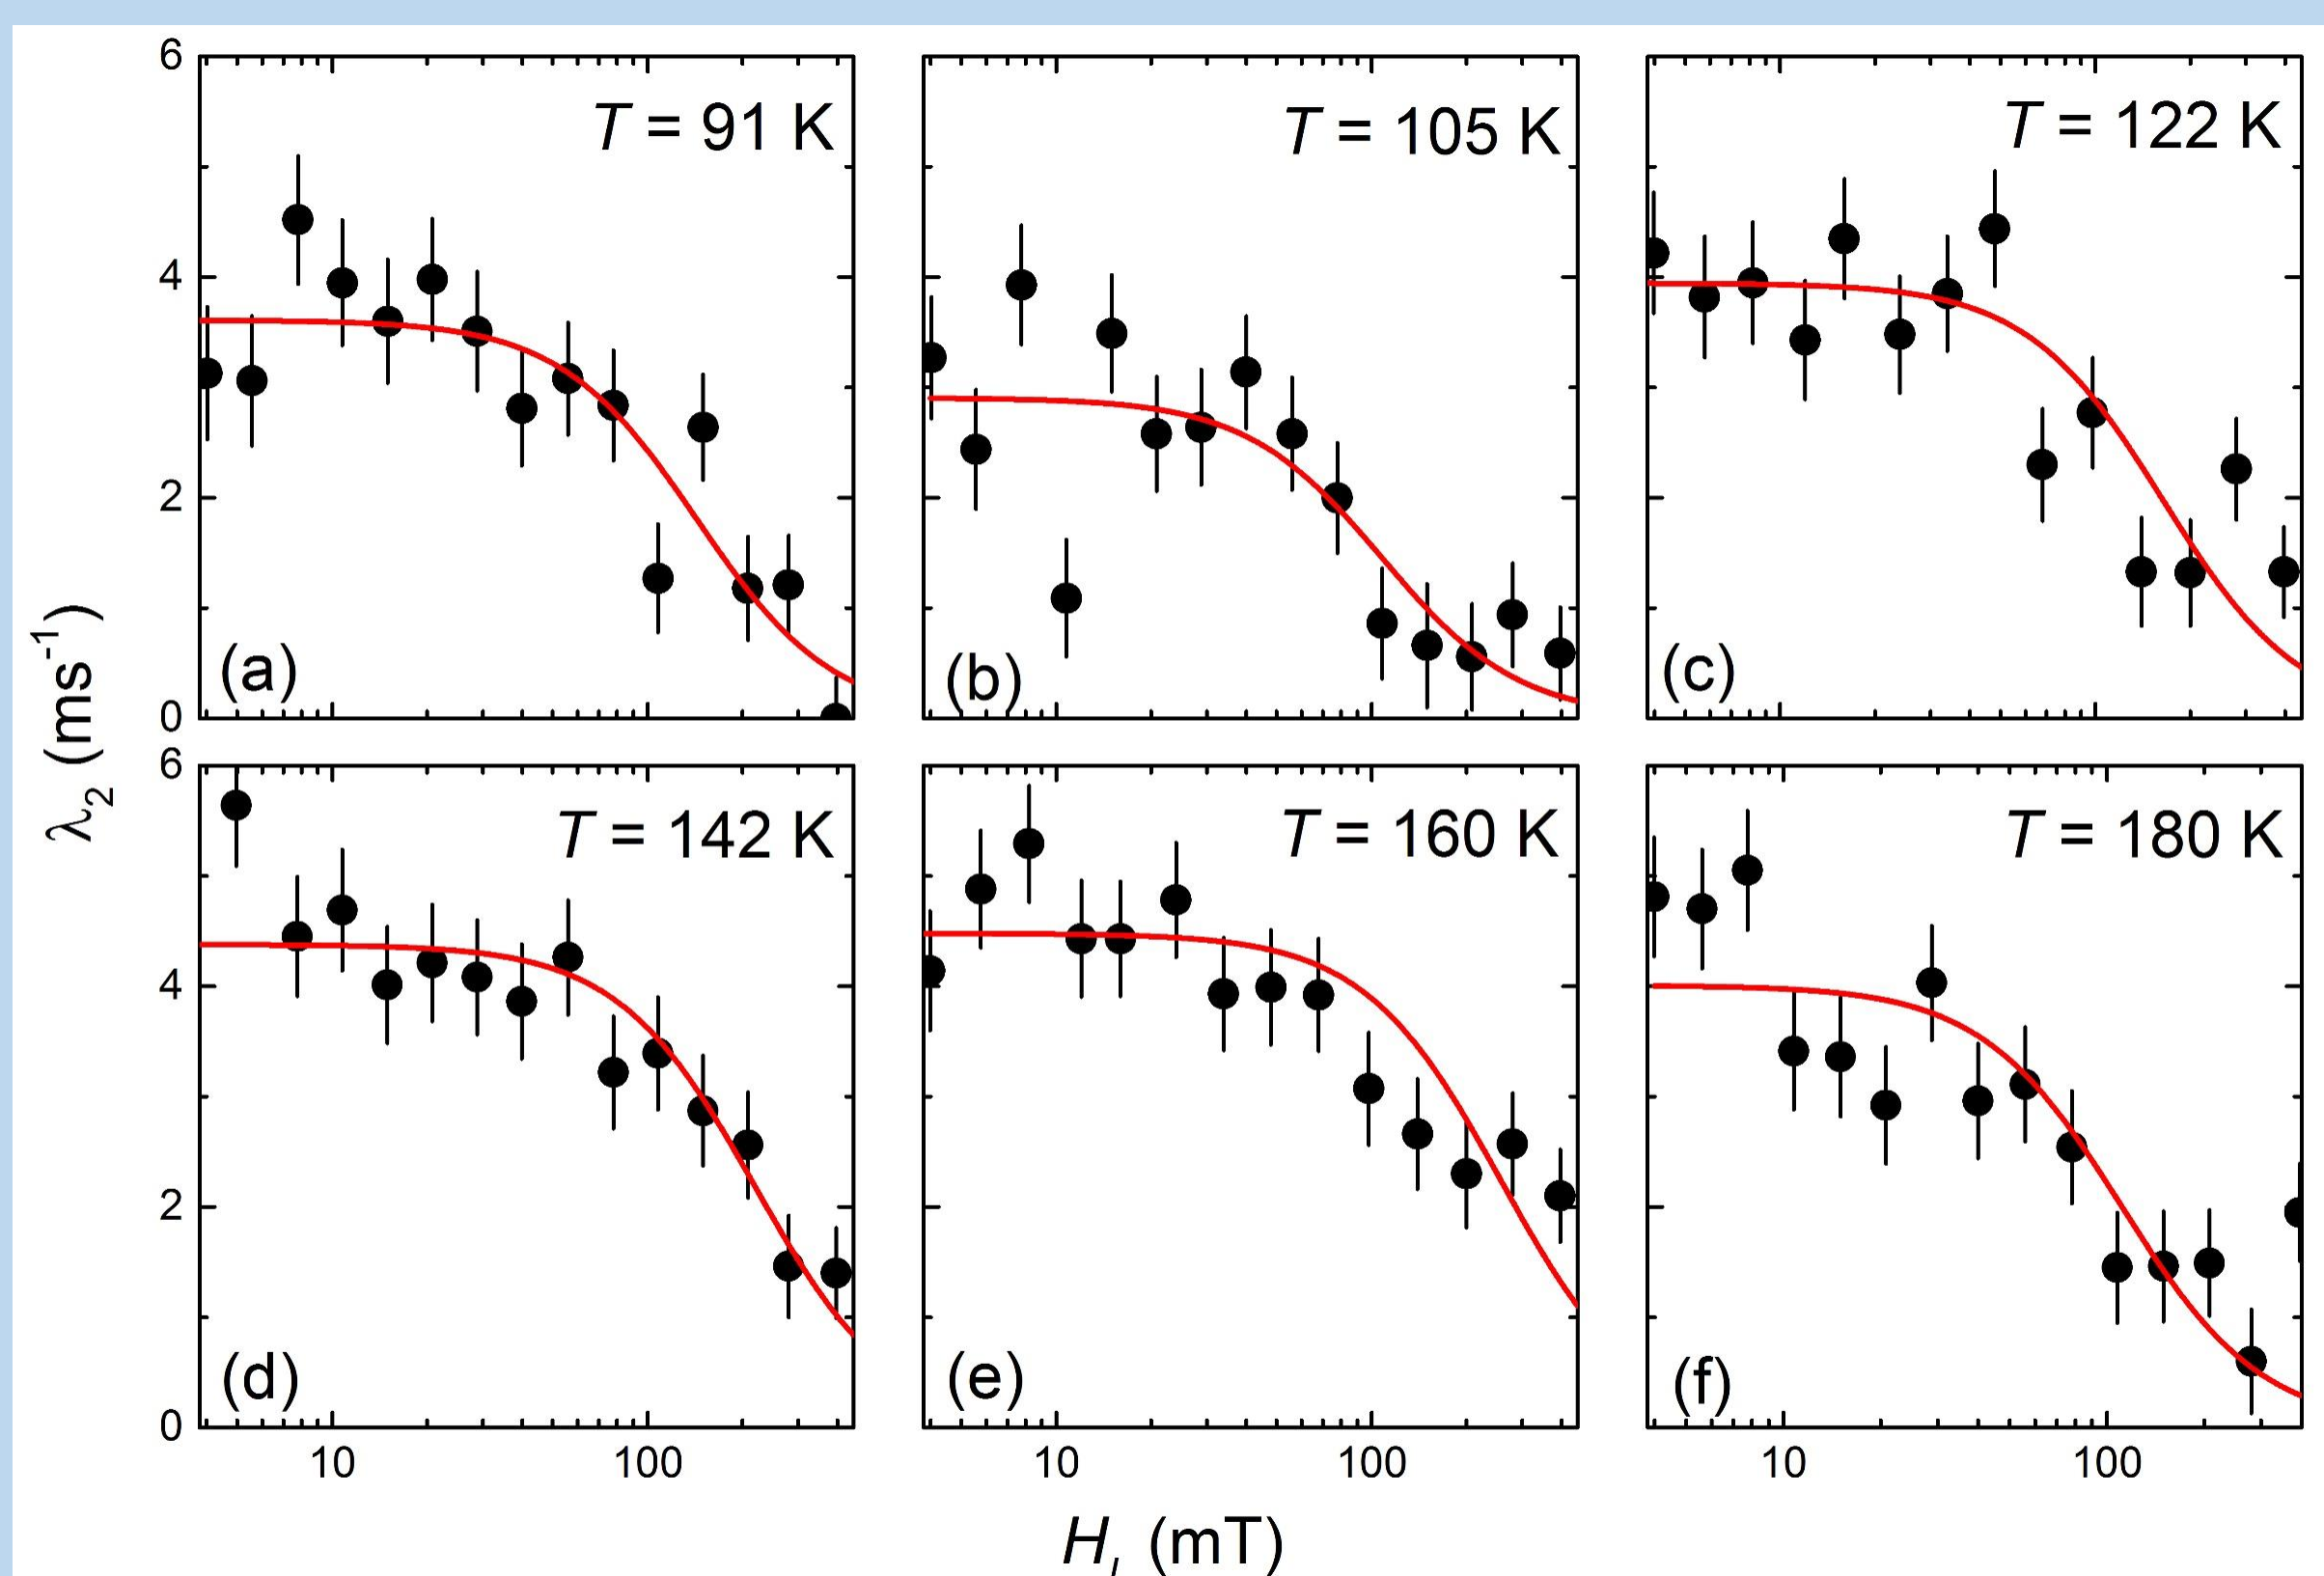 6
T = 91 K
T = 105 K
T = 122 K
4
2
(a)
(b)
(c)
0
λ2 (ms-1)
6
T = 142 K
T = 160 K
T = 180 K
4
2
(d)
(e)
(f)
0
10
100
10
100
10
100
H (mT)